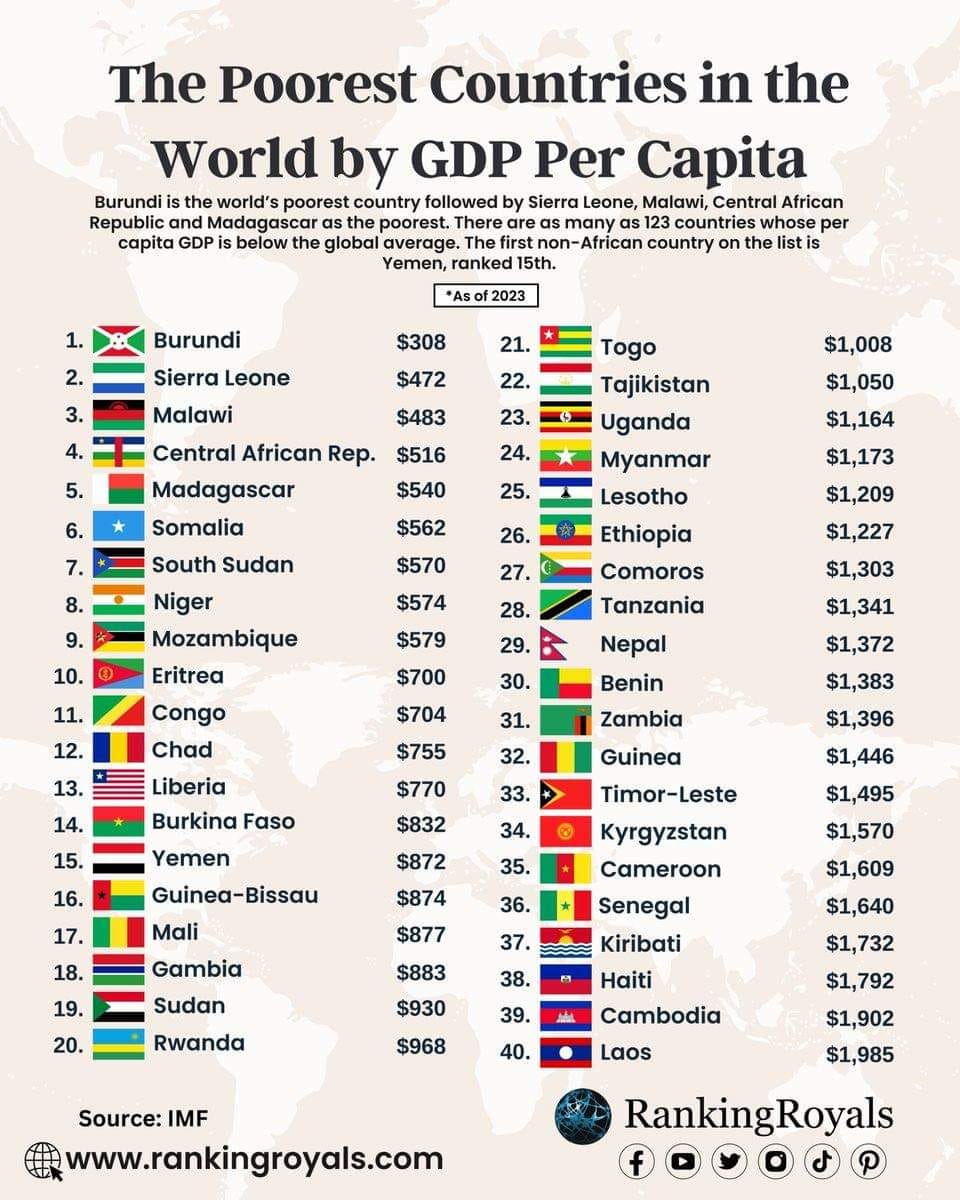 The Poorest Countries in the
World by GDP Per Capita
Burundi is the world's poorest country followed by Sierra Leone, Malawi, Central African
Republic and Madagascar as the poorest. There are as many as 123 countries whose per
capita GDP is below the global average. The first non-African country on the list is
Yemen, ranked 15th.
*As of 2023
1. Burundi $308
2. Sierra Leone $472
3. Malawi $483
4. Central African Rep. $516
5. Madagascar $540
6. Somalia $562
7. South Sudan $570
8. Niger $574
9. Mozambique $579
10. Eritrea $700
11. Congo $704
12. Chad $755
13. Liberia $770
14. Burkina Faso $832
15. Yemen $872
16. Guinea-Bissau $874
17. Mali $877
18. Gambia $883
19. Sudan $930
20. Rwanda $968
21. Togo $1,008
22. Tajikistan $1,050
23. Uganda $1,164
24. Myanmar $1,173
25. Lesotho $1,209
26. Ethiopia $1,227
27. Comoros $1,303
28. Tanzania $1,341
29. Nepal $1,372
30. Benin $1,383
31. Zambia $1,396
32. Guinea $1,446
33. Timor-Leste $1,495
34. Kyrgyzstan $1,570
35. Cameroon $1,609
36. Senegal $1,640
37. Kiribati $1,732
38. Haiti $1,792
39. Cambodia $1,902
40. Laos $1,985
Source: IMF
www.rankingroyals.com
RankingRoyals